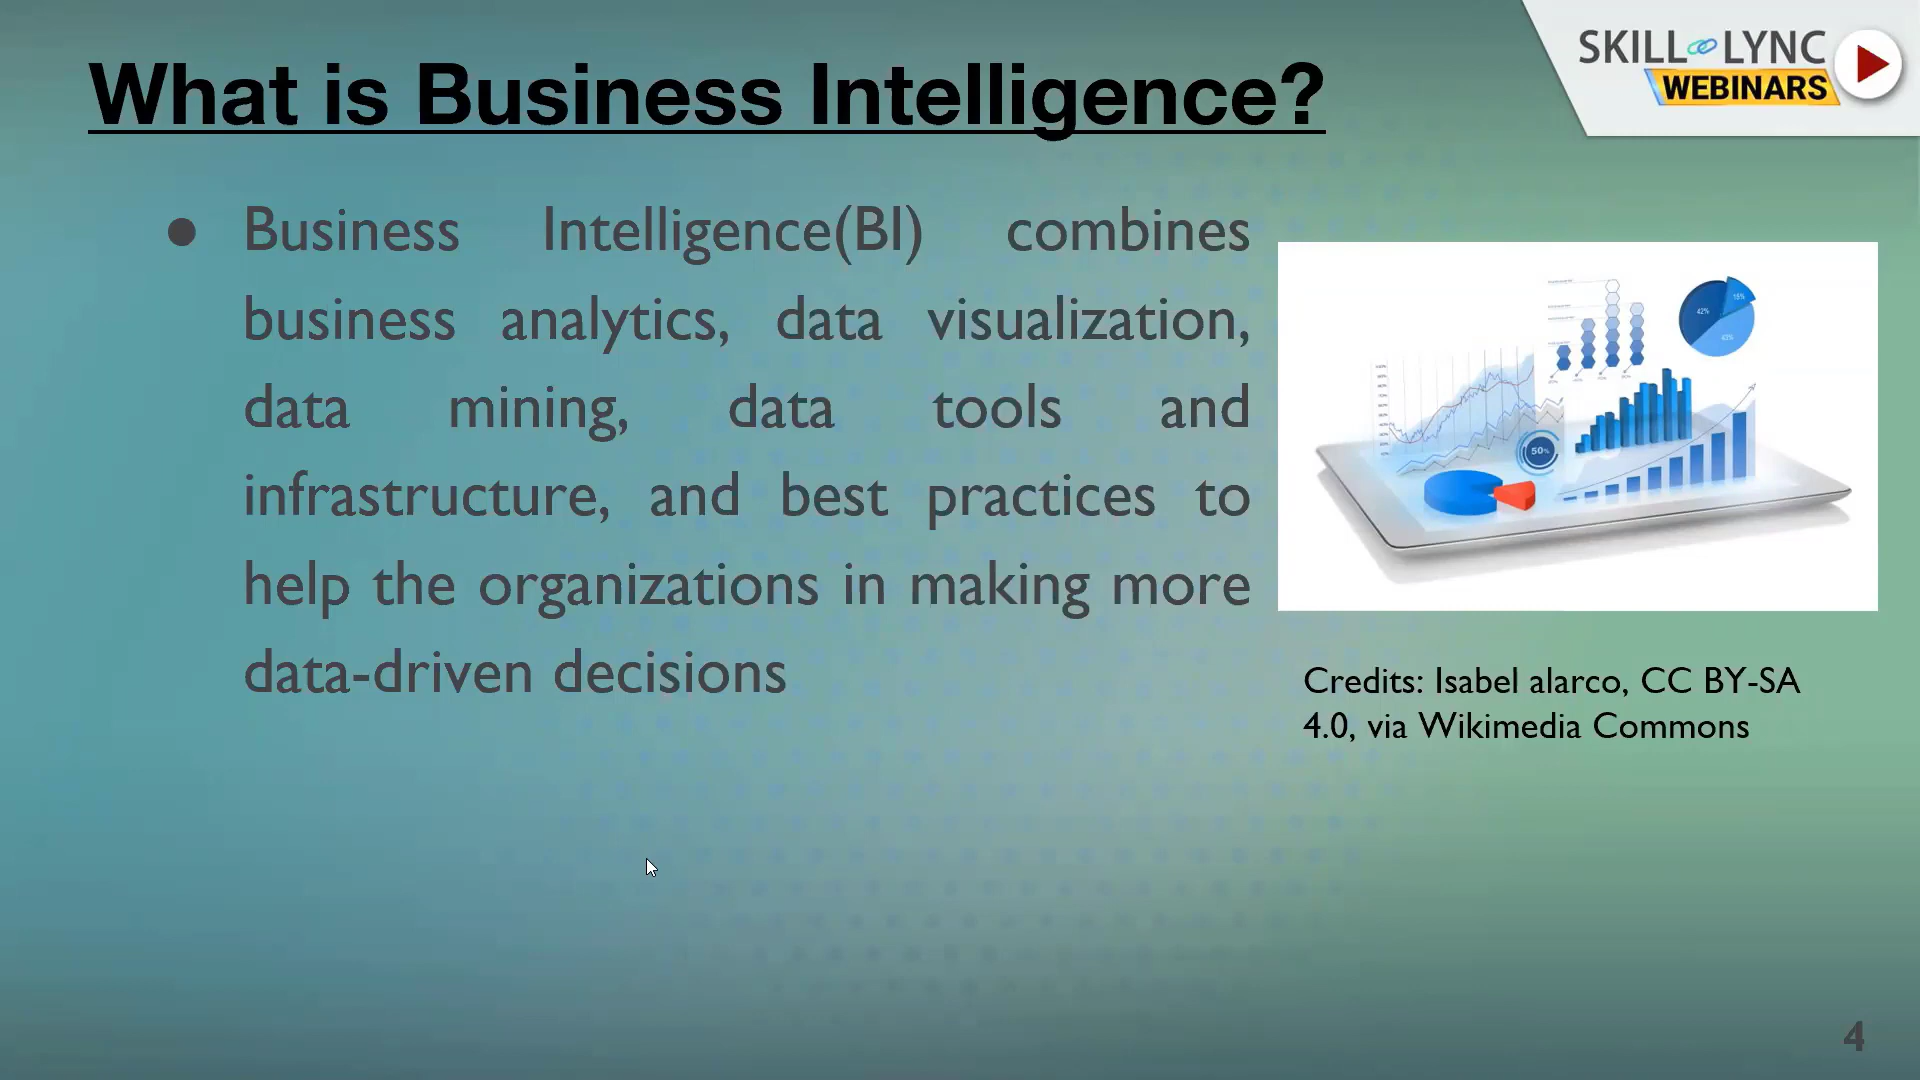 What is Business Intelligence?
SKILL LYNC
WEBINARS
● Business Intelligence(BI) combines
business analytics, data visualization,
data mining, data tools and
infrastructure, and best practices to
help the organizations in making more
data-driven decisions
42%
15%
50%
Credits: Isabel alarco, CC BY-SA
4.0, via Wikimedia Commons
4